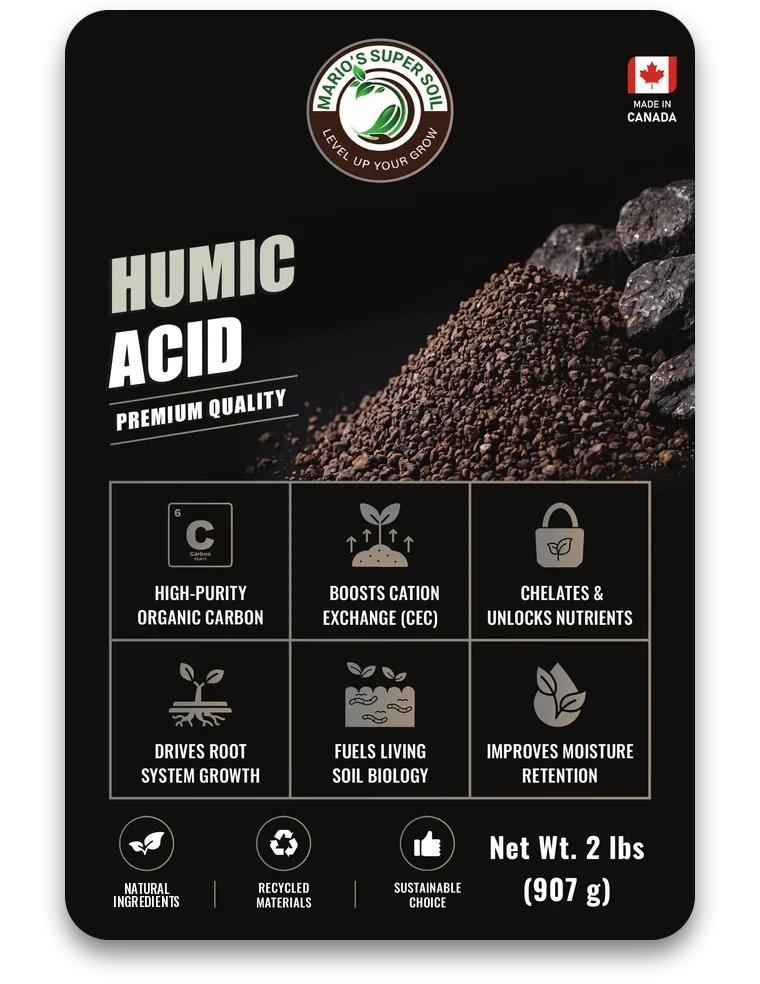 MARIO'S SUPER SOIL
LEVEL UP YOUR GROW
MADE IN
CANADA
HUMIC
ACID
PREMIUM QUALITY
6
C
Carbon
12.011
HIGH-PURITY
ORGANIC CARBON
BOOSTS CATION
EXCHANGE (CEC)
CHELATES &
UNLOCKS NUTRIENTS
DRIVES ROOT
SYSTEM GROWTH
FUELS LIVING
SOIL BIOLOGY
IMPROVES MOISTURE
RETENTION
NATURAL
INGREDIENTS
RECYCLED
MATERIALS
SUSTAINABLE
CHOICE
Net Wt. 2 lbs
(907 g)